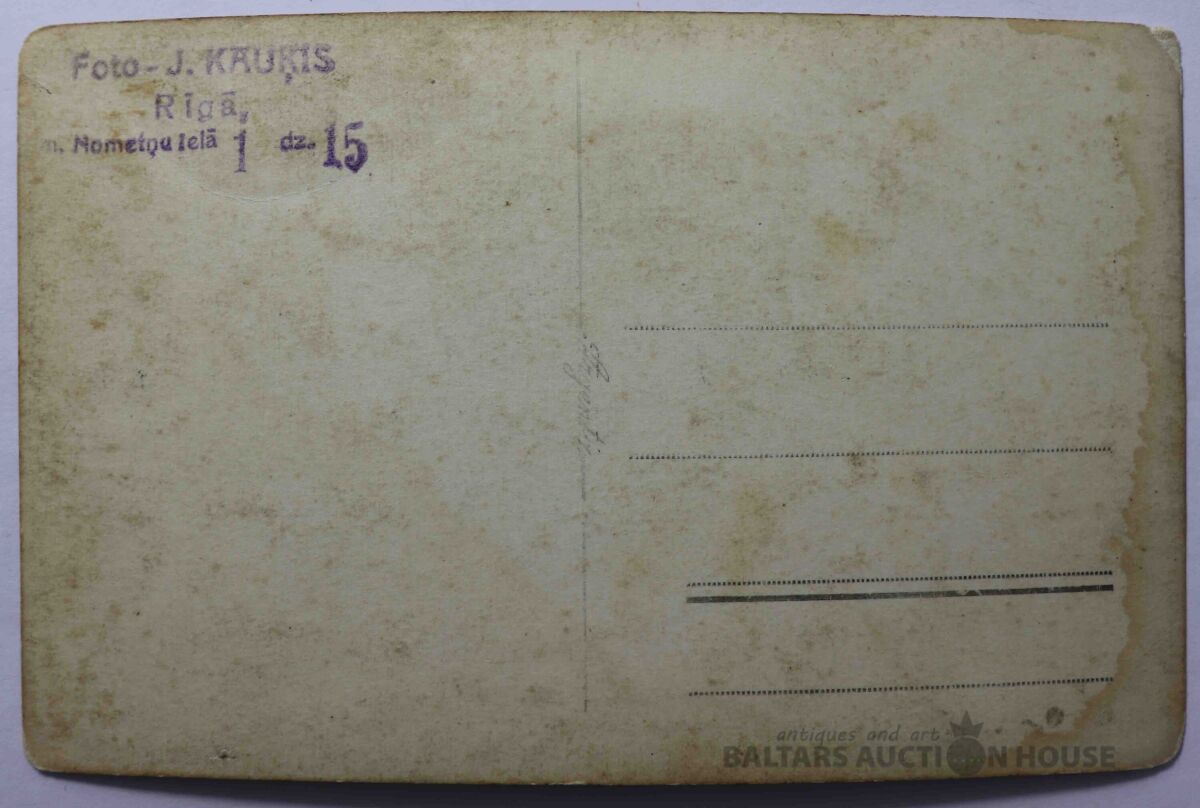 Foto - J. KAUĶIS
Rīgā,
m. Nometņu ielā 1 dz. 15
antiques and art
BALTARS AUCTION HOUSE